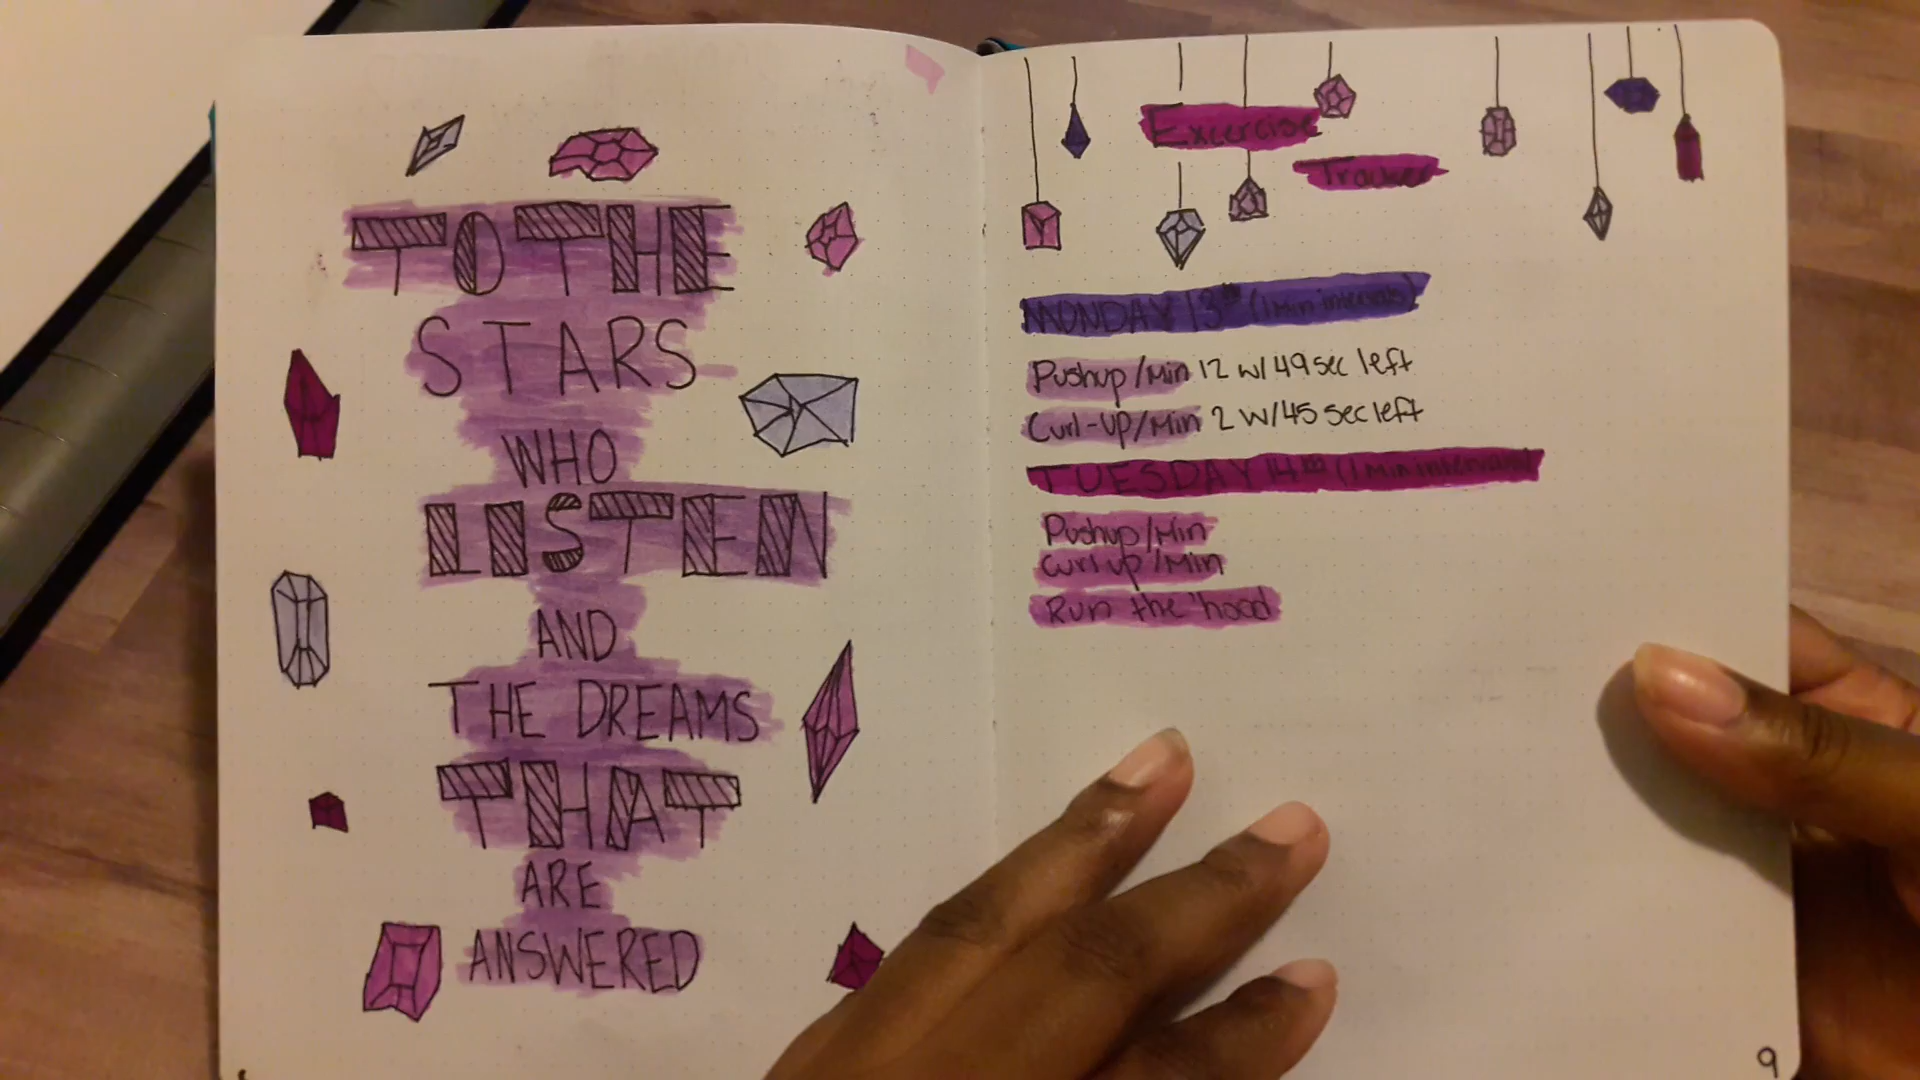 TO THE
STARS
WHO
LISTEN
AND
THE DREAMS
THAT
ARE
ANSWERED
Excercise
Tracker
MONDAY 13th (1 Min intervals)
Pushup/Min 12 w/ 49 sec left
Curl-Up/Min 2 w/ 45 sec left
TUESDAY 14th (1 Min intervals)
Pushup/Min
Curl up/Min
Run the 'hood
9